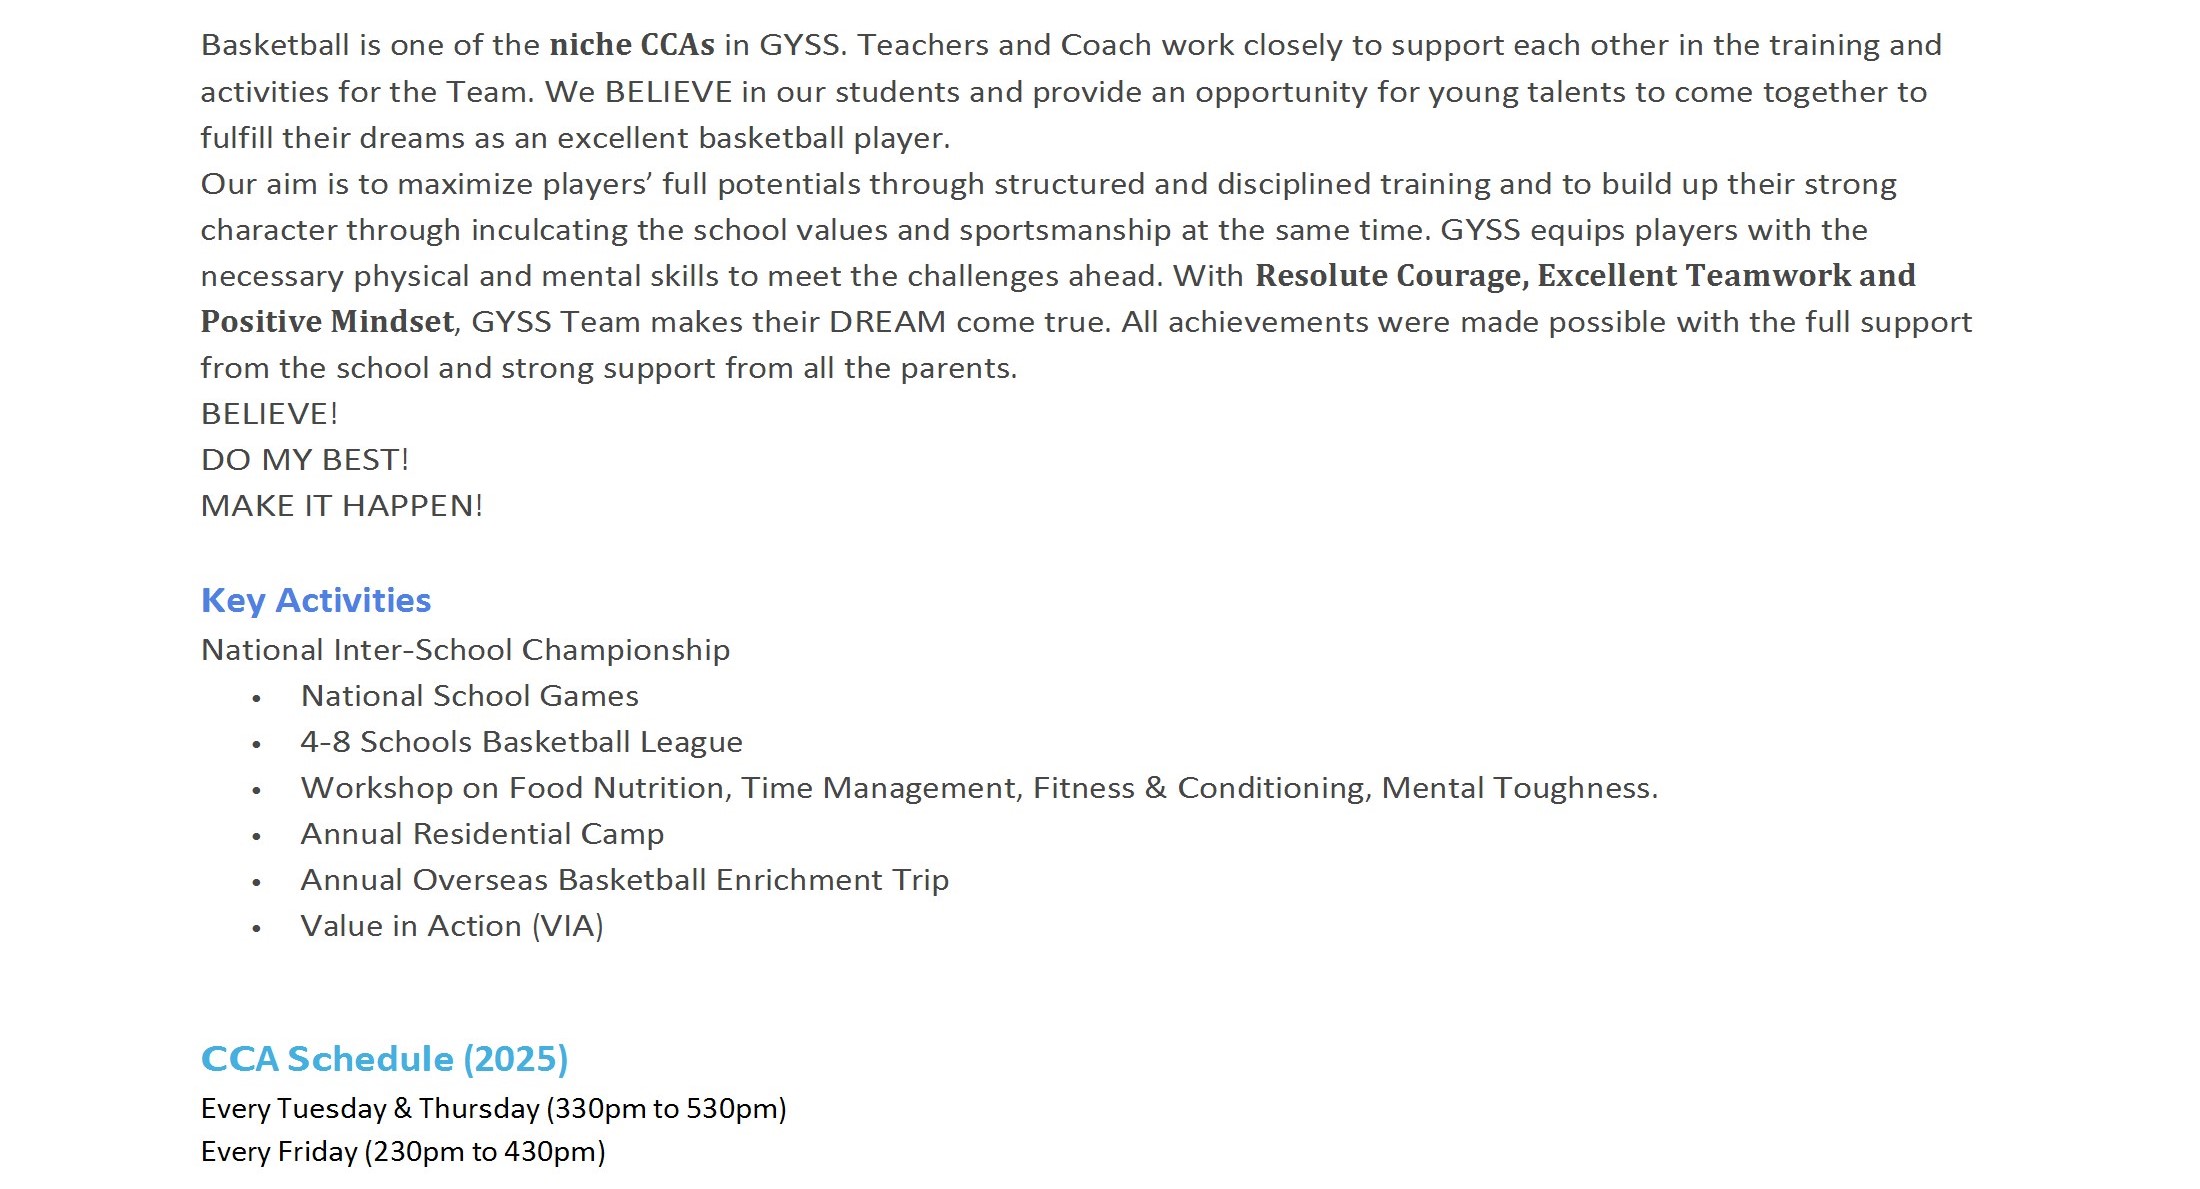 Basketball is one of the niche CCAs in GYSS. Teachers and Coach work closely to support each other in the training and
activities for the Team. We BELIEVE in our students and provide an opportunity for young talents to come together to
fulfill their dreams as an excellent basketball player.
Our aim is to maximize players’ full potentials through structured and disciplined training and to build up their strong
character through inculcating the school values and sportsmanship at the same time. GYSS equips players with the
necessary physical and mental skills to meet the challenges ahead. With Resolute Courage, Excellent Teamwork and
Positive Mindset, GYSS Team makes their DREAM come true. All achievements were made possible with the full support
from the school and strong support from all the parents.
BELIEVE!
DO MY BEST!
MAKE IT HAPPEN!
Key Activities
National Inter-School Championship
• National School Games
• 4-8 Schools Basketball League
• Workshop on Food Nutrition, Time Management, Fitness & Conditioning, Mental Toughness.
• Annual Residential Camp
• Annual Overseas Basketball Enrichment Trip
• Value in Action (VIA)
CCA Schedule (2025)
Every Tuesday & Thursday (330pm to 530pm)
Every Friday (230pm to 430pm)